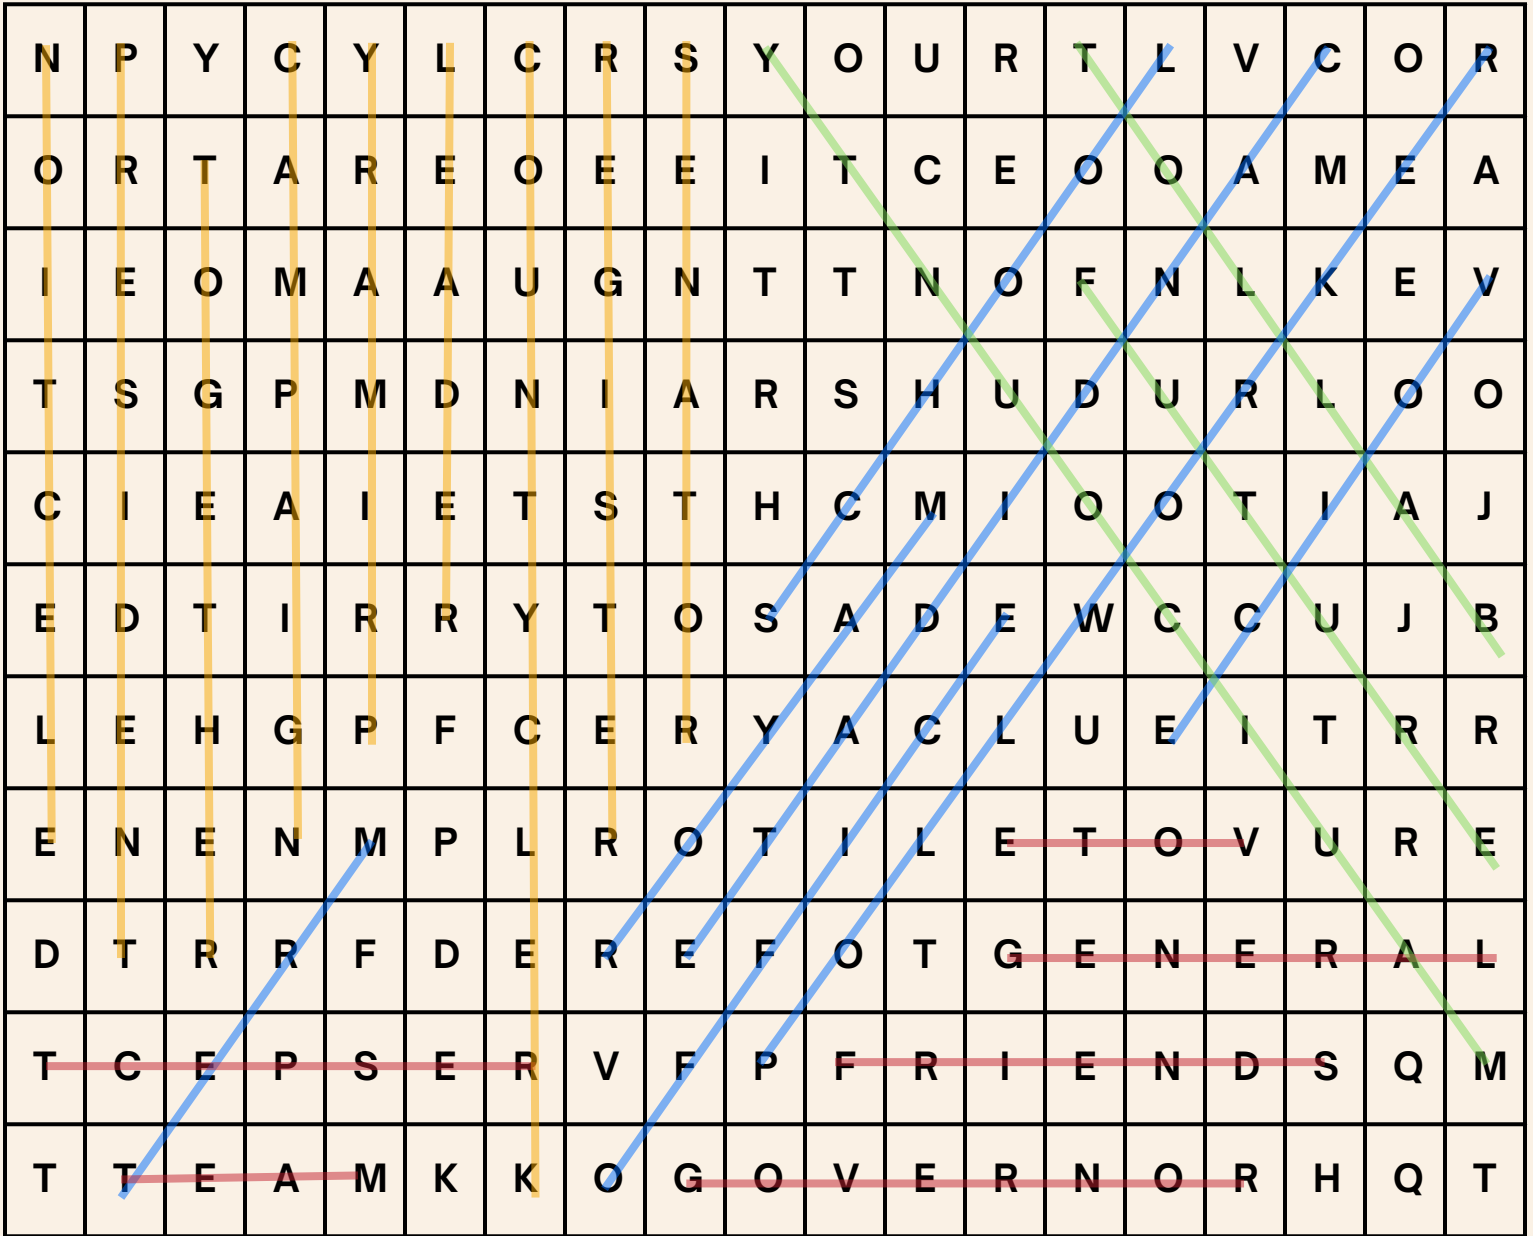 N P Y C Y L C R S Y O U R T L V C O R
O R T A R E O E E I T C E O O A M E A
I E O M A A U G N T T N O F N L K E V
T S G P M D N I A R S H U D U R L O O
C I E A I E T S T H C M I O O T I A J
E D T I R R Y T O S A D E W C C U J B
L E H G P F C E R Y A C L U E I T R R
E N E N M P L R O T I L E T O V U R E
D T R R F D E R E F O T G E N E R A L
T C E P S E R V F P F R I E N D S Q M
T T E A M K K O G O V E R N O R H Q T